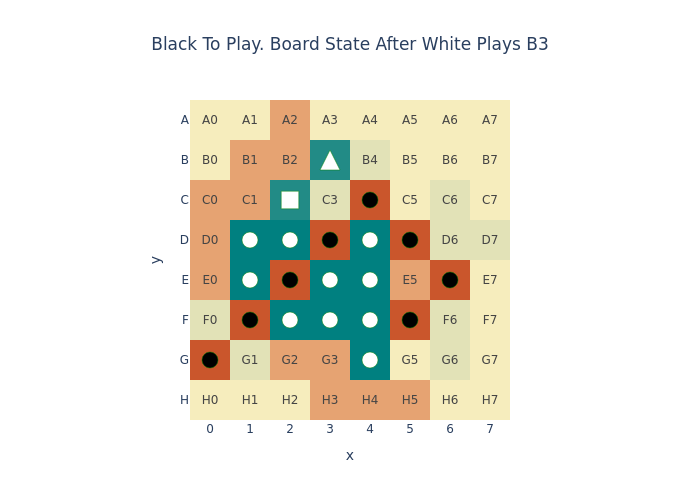 Black To Play. Board State After White Plays B3
A A0 A1 A2 A3 A4 A5 A6 A7
B B0 B1 B2 B4 B5 B6 B7
C C0 C1 C3 C5 C6 C7
D D0 D6 D7
E E0 E5 E7
F F0 F6 F7
G G1 G2 G3 G5 G6 G7
H H0 H1 H2 H3 H4 H5 H6 H7
0 1 2 3 4 5 6 7
x
y